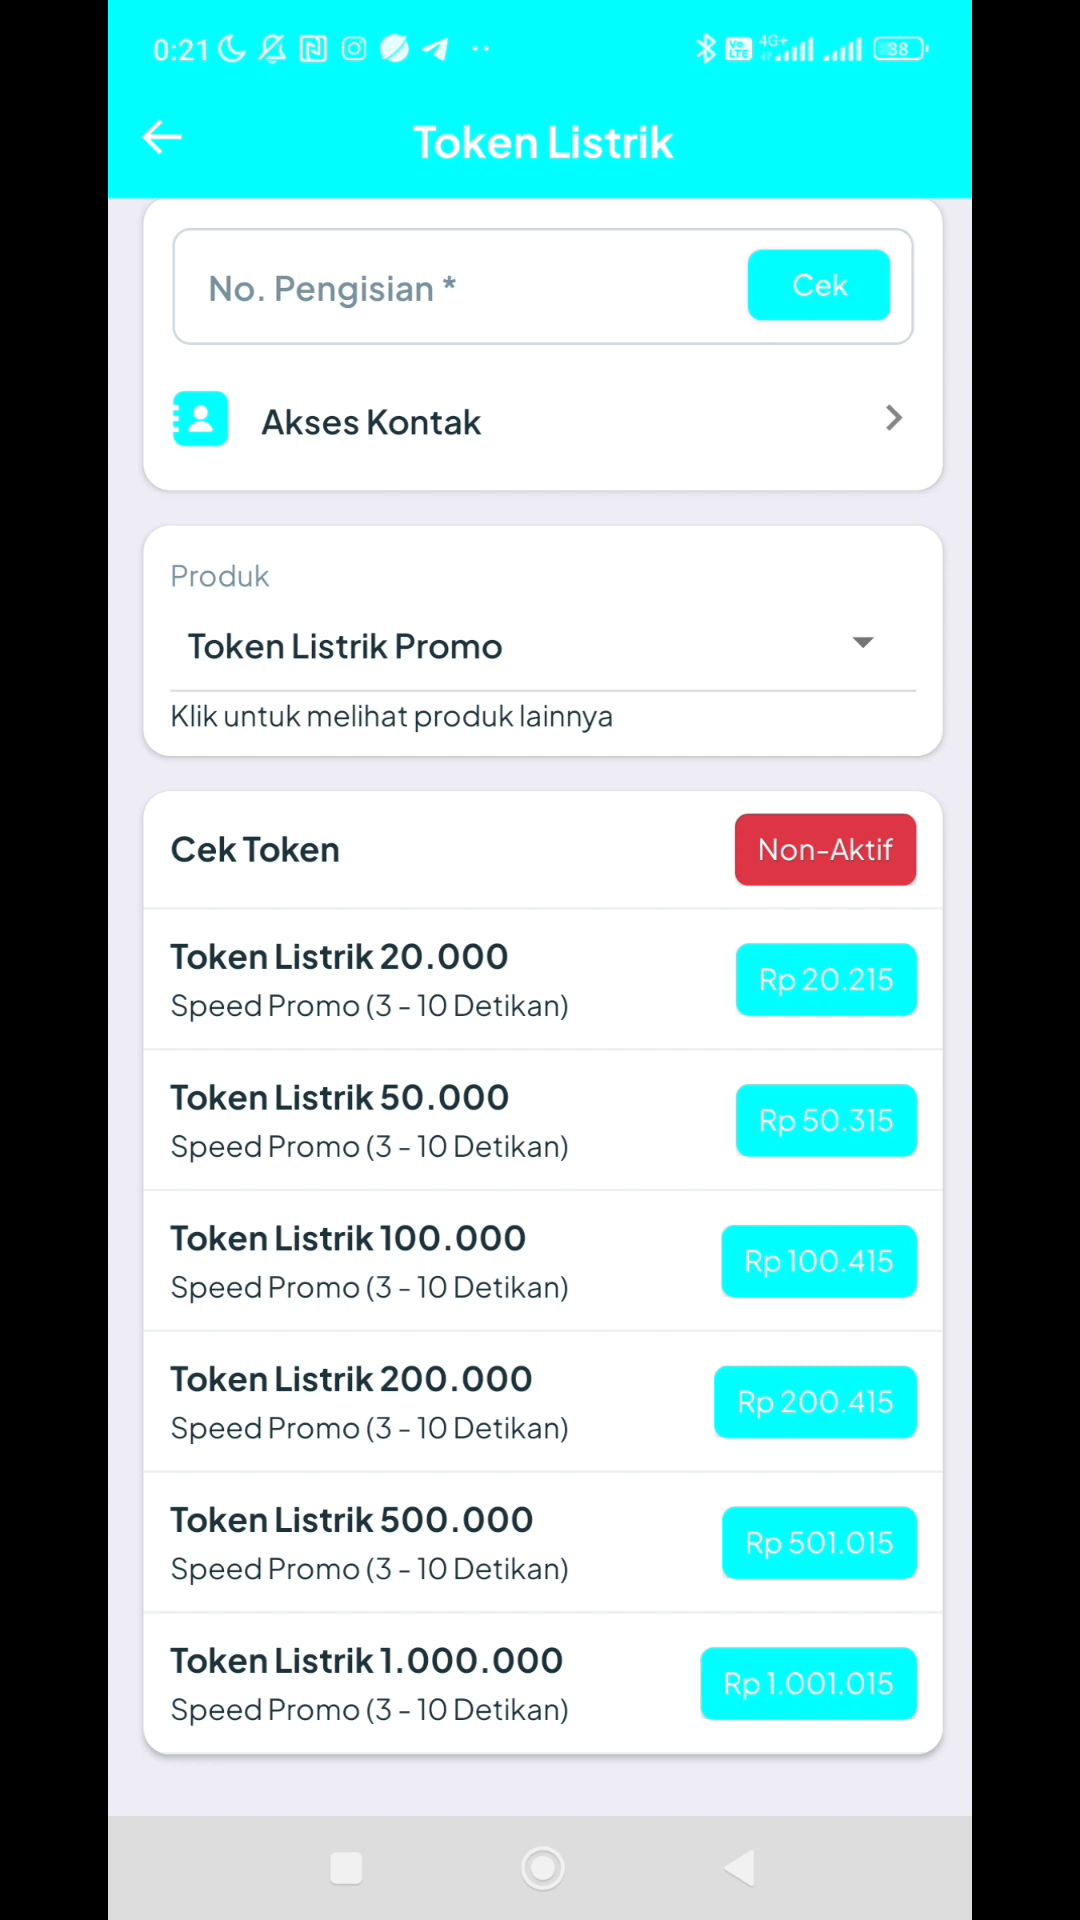 0:21
4G+
38
Token Listrik
No. Pengisian *
Cek
Akses Kontak
Produk
Token Listrik Promo
Klik untuk melihat produk lainnya
Cek Token
Non-Aktif
Token Listrik 20.000
Speed Promo (3 - 10 Detikan)
Rp 20.215
Token Listrik 50.000
Speed Promo (3 - 10 Detikan)
Rp 50.315
Token Listrik 100.000
Speed Promo (3 - 10 Detikan)
Rp 100.415
Token Listrik 200.000
Speed Promo (3 - 10 Detikan)
Rp 200.415
Token Listrik 500.000
Speed Promo (3 - 10 Detikan)
Rp 501.015
Token Listrik 1.000.000
Speed Promo (3 - 10 Detikan)
Rp 1.001.015